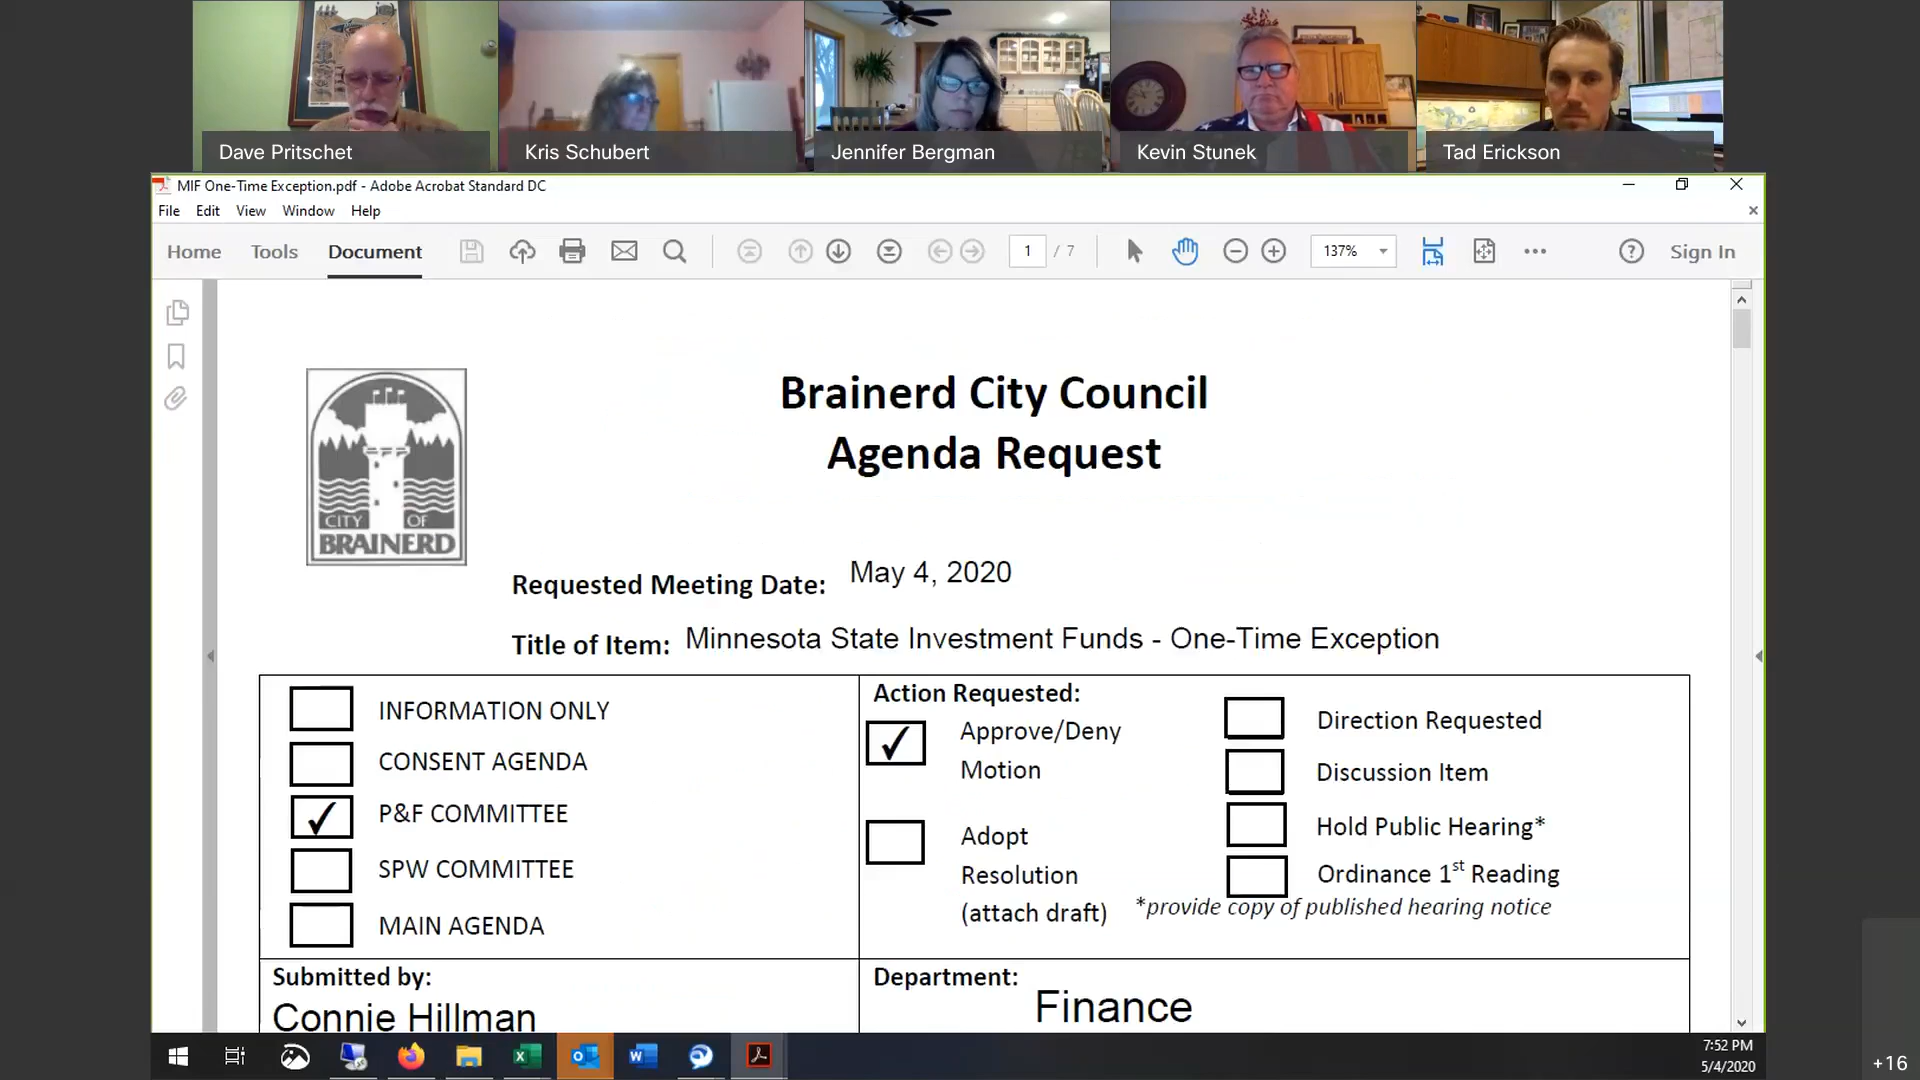 Dave Pritschet
Kris Schubert
Jennifer Bergman
Kevin Stunek
Tad Erickson
MIF One-Time Exception.pdf - Adobe Acrobat Standard DC
File Edit View Window Help
Home Tools Document 1 / 7 137% Sign In
Brainerd City Council
Agenda Request
CITY OF
BRAINERD
Requested Meeting Date: May 4, 2020
Title of Item: Minnesota State Investment Funds - One-Time Exception
INFORMATION ONLY
CONSENT AGENDA
P&F COMMITTEE
SPW COMMITTEE
MAIN AGENDA
Action Requested:
Approve/Deny
Motion
Adopt
Resolution
(attach draft)
Direction Requested
Discussion Item
Hold Public Hearing*
Ordinance 1st Reading
*provide copy of published hearing notice
Submitted by:
Connie Hillman
Department:
Finance
7:52 PM
5/4/2020
+16